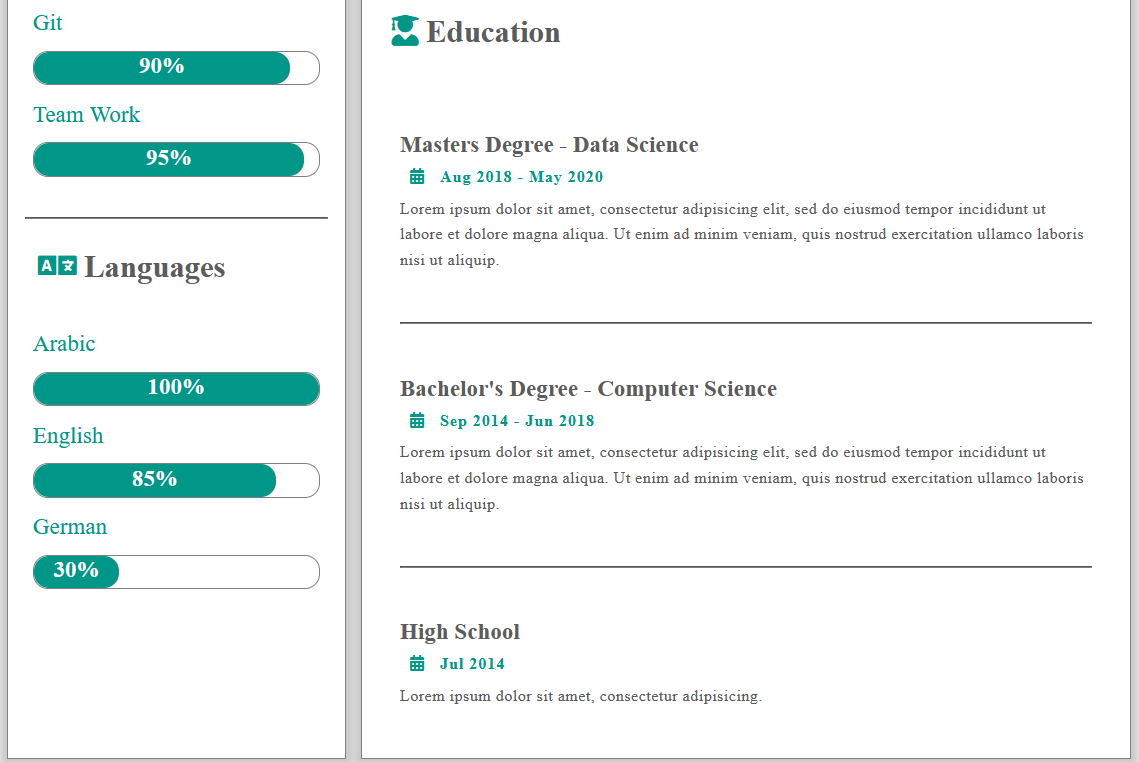 Git
90%
Team Work
95%
Languages
Arabic
100%
English
85%
German
30%
Education
Masters Degree - Data Science
Aug 2018 - May 2020
Lorem ipsum dolor sit amet, consectetur adipisicing elit, sed do eiusmod tempor incididunt ut
labore et dolore magna aliqua. Ut enim ad minim veniam, quis nostrud exercitation ullamco laboris
nisi ut aliquip.
Bachelor's Degree - Computer Science
Sep 2014 - Jun 2018
Lorem ipsum dolor sit amet, consectetur adipisicing elit, sed do eiusmod tempor incididunt ut
labore et dolore magna aliqua. Ut enim ad minim veniam, quis nostrud exercitation ullamco laboris
nisi ut aliquip.
High School
Jul 2014
Lorem ipsum dolor sit amet, consectetur adipisicing.